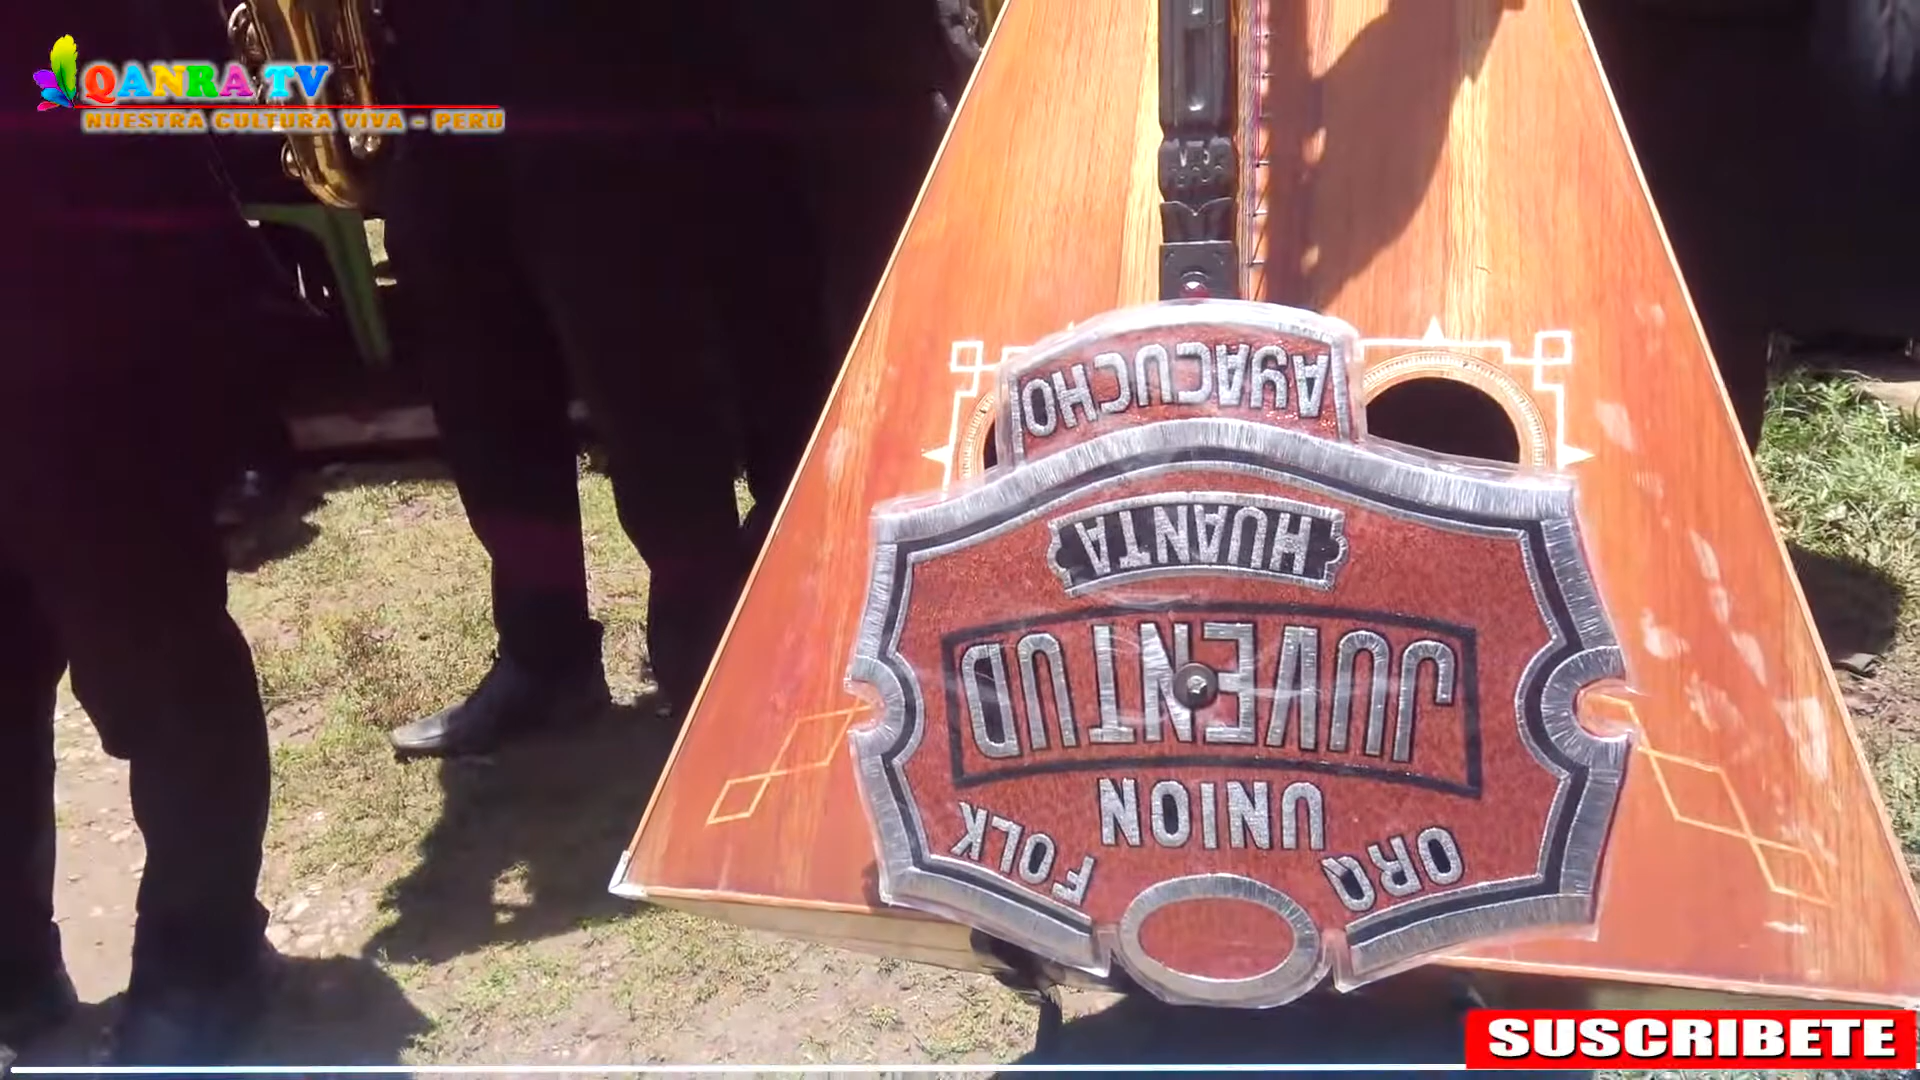 QANRA TV
NUESTRA CULTURA VIVA - PERU
ORQ UNION FOLK
JUVENTUD
HUANTA
AYACUCHO
SUSCRIBETE